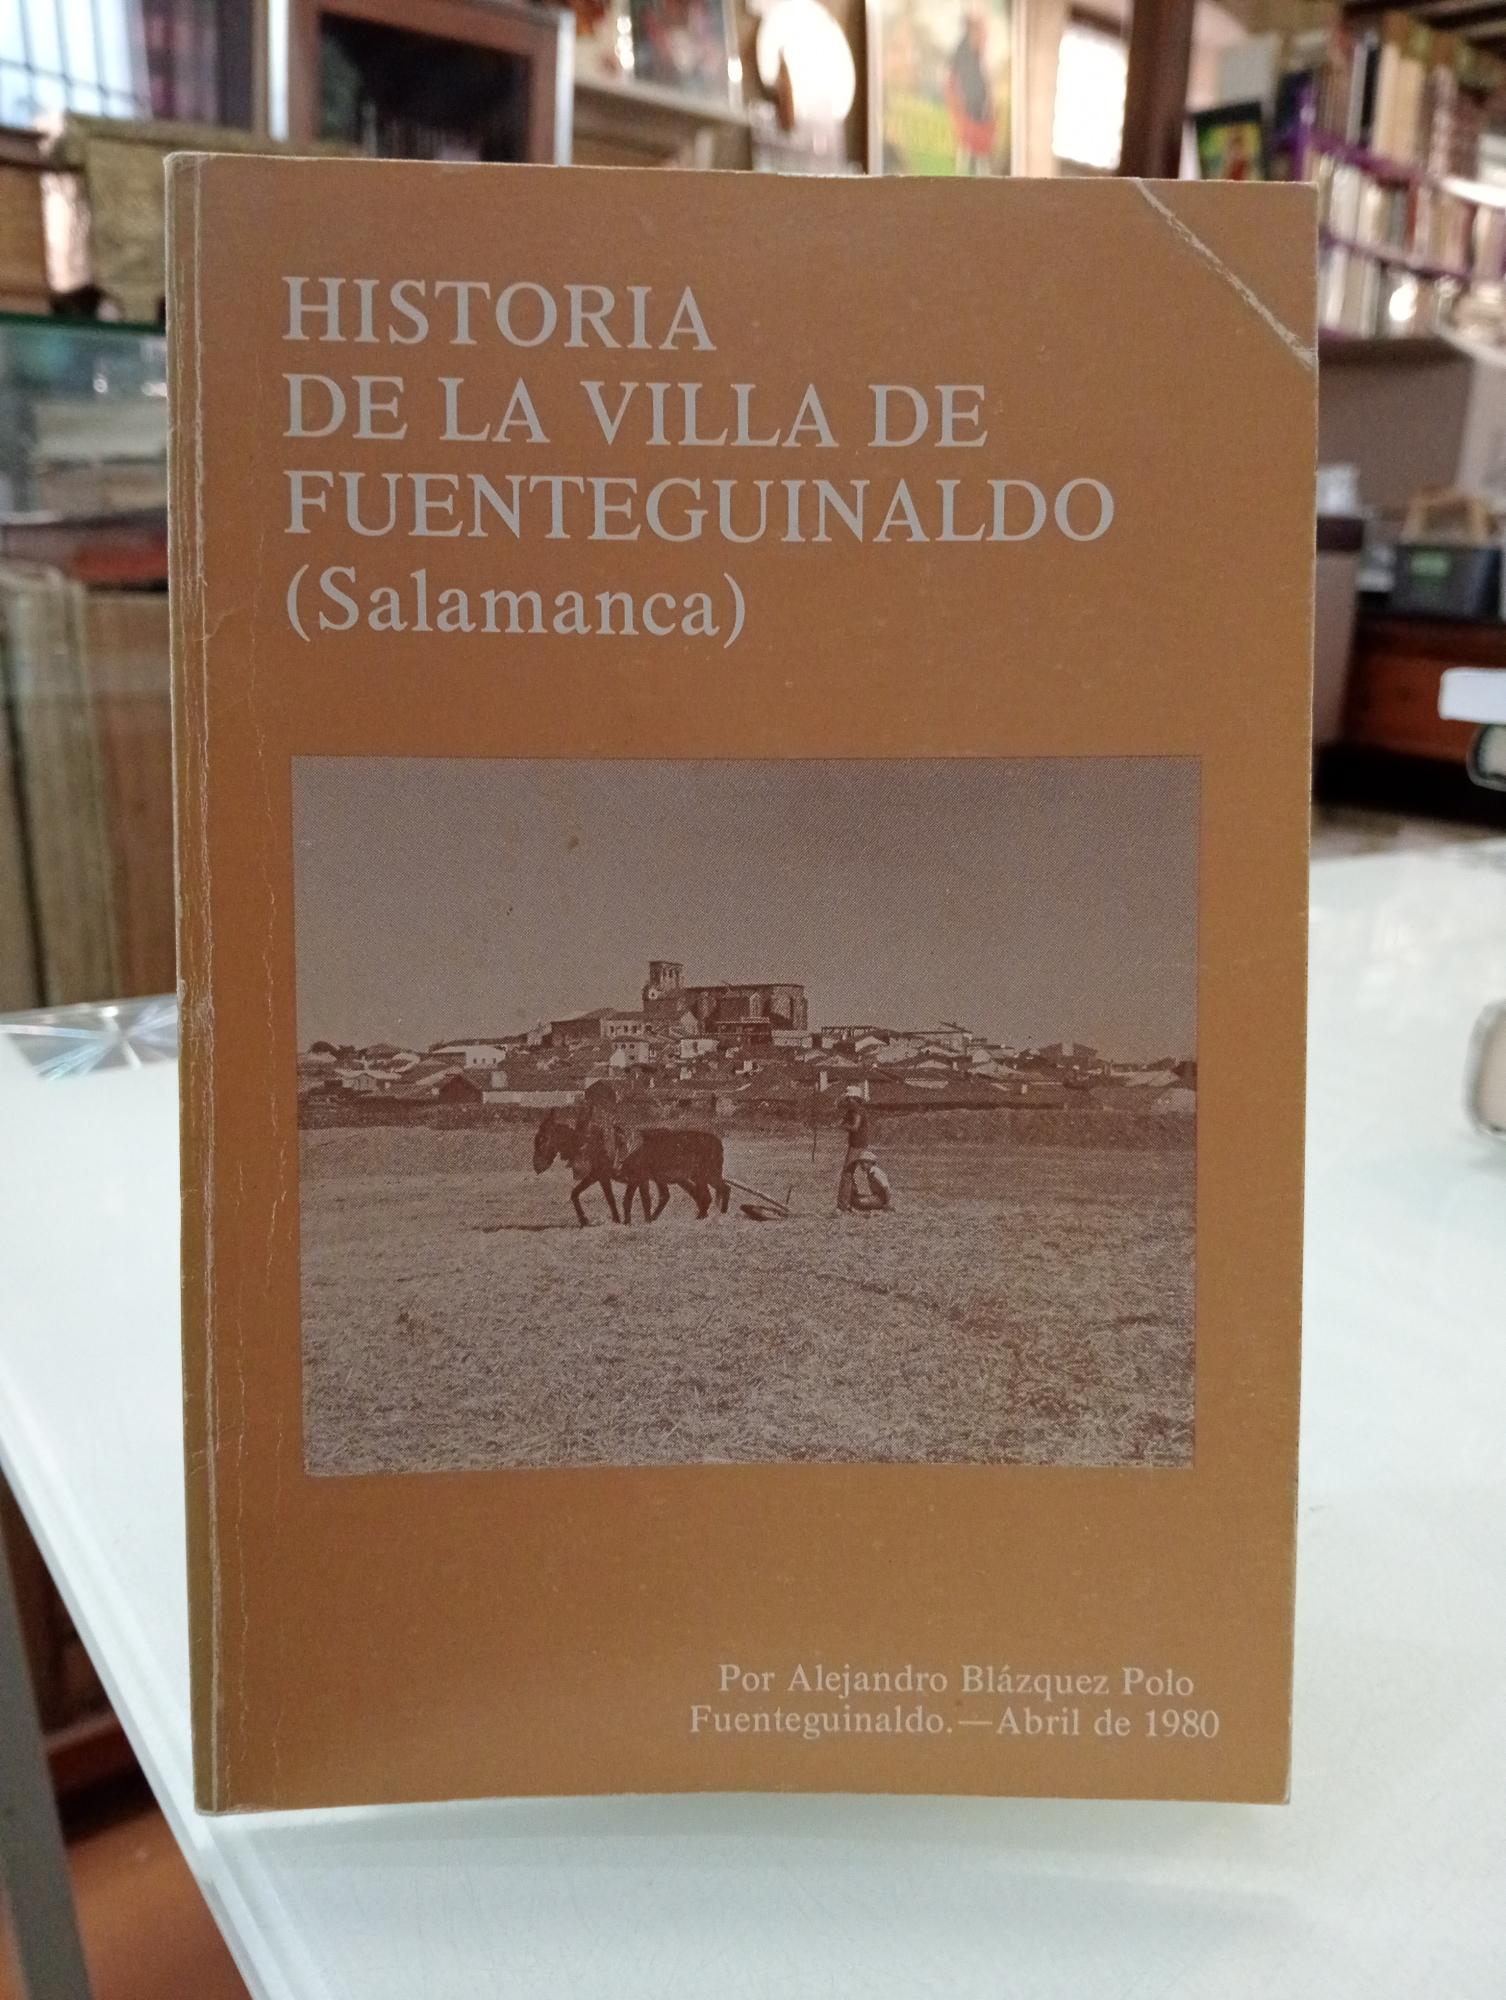 HISTORIA
DE LA VILLA DE
FUENTEGUINALDO
(Salamanca)
Por Alejandro Blázquez Polo
Fuenteguinaldo.—Abril de 1980